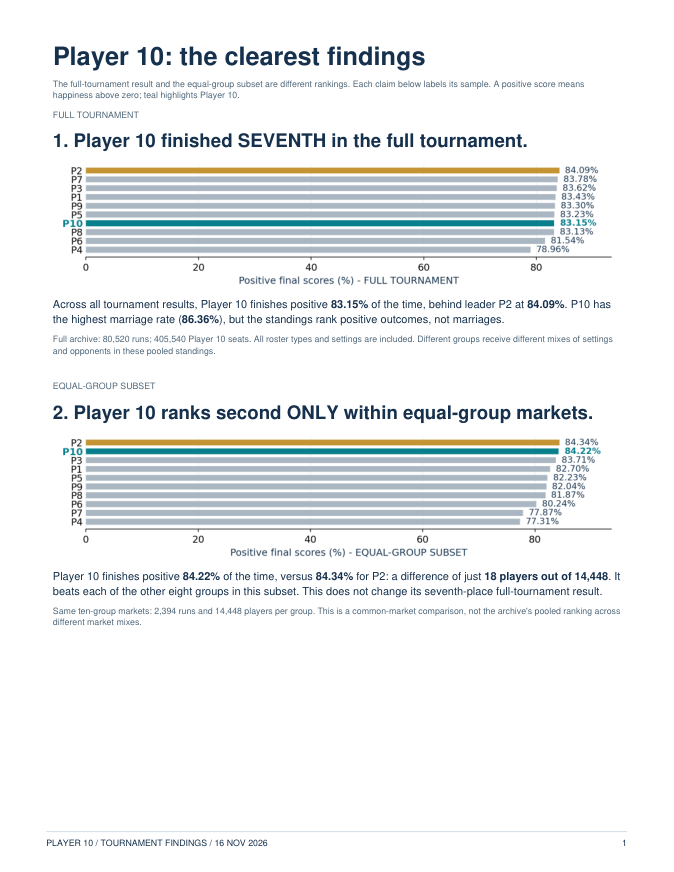 Player 10: the clearest findings
The full-tournament result and the equal-group subset are different rankings. Each claim below labels its sample. A positive score means
happiness above zero; teal highlights Player 10.
FULL TOURNAMENT
1. Player 10 finished SEVENTH in the full tournament.
P2 84.09%
P7 83.78%
P3 83.62%
P1 83.43%
P9 83.30%
P5 83.23%
P10 83.15%
P8 83.13%
P6 81.54%
P4 78.96%
0 20 40 60 80
Positive final scores (%) - FULL TOURNAMENT
Across all tournament results, Player 10 finishes positive 83.15% of the time, behind leader P2 at 84.09%. P10 has
the highest marriage rate (86.36%), but the standings rank positive outcomes, not marriages.
Full archive: 80,520 runs; 405,540 Player 10 seats. All roster types and settings are included. Different groups receive different mixes of settings
and opponents in these pooled standings.
EQUAL-GROUP SUBSET
2. Player 10 ranks second ONLY within equal-group markets.
P2 84.34%
P10 84.22%
P3 83.71%
P1 82.70%
P5 82.23%
P9 82.04%
P8 81.87%
P6 80.24%
P7 77.87%
P4 77.31%
0 20 40 60 80
Positive final scores (%) - EQUAL-GROUP SUBSET
Player 10 finishes positive 84.22% of the time, versus 84.34% for P2: a difference of just 18 players out of 14,448. It
beats each of the other eight groups in this subset. This does not change its seventh-place full-tournament result.
Same ten-group markets: 2,394 runs and 14,448 players per group. This is a common-market comparison, not the archive's pooled ranking across
different market mixes.
PLAYER 10 / TOURNAMENT FINDINGS / 16 NOV 2026 1